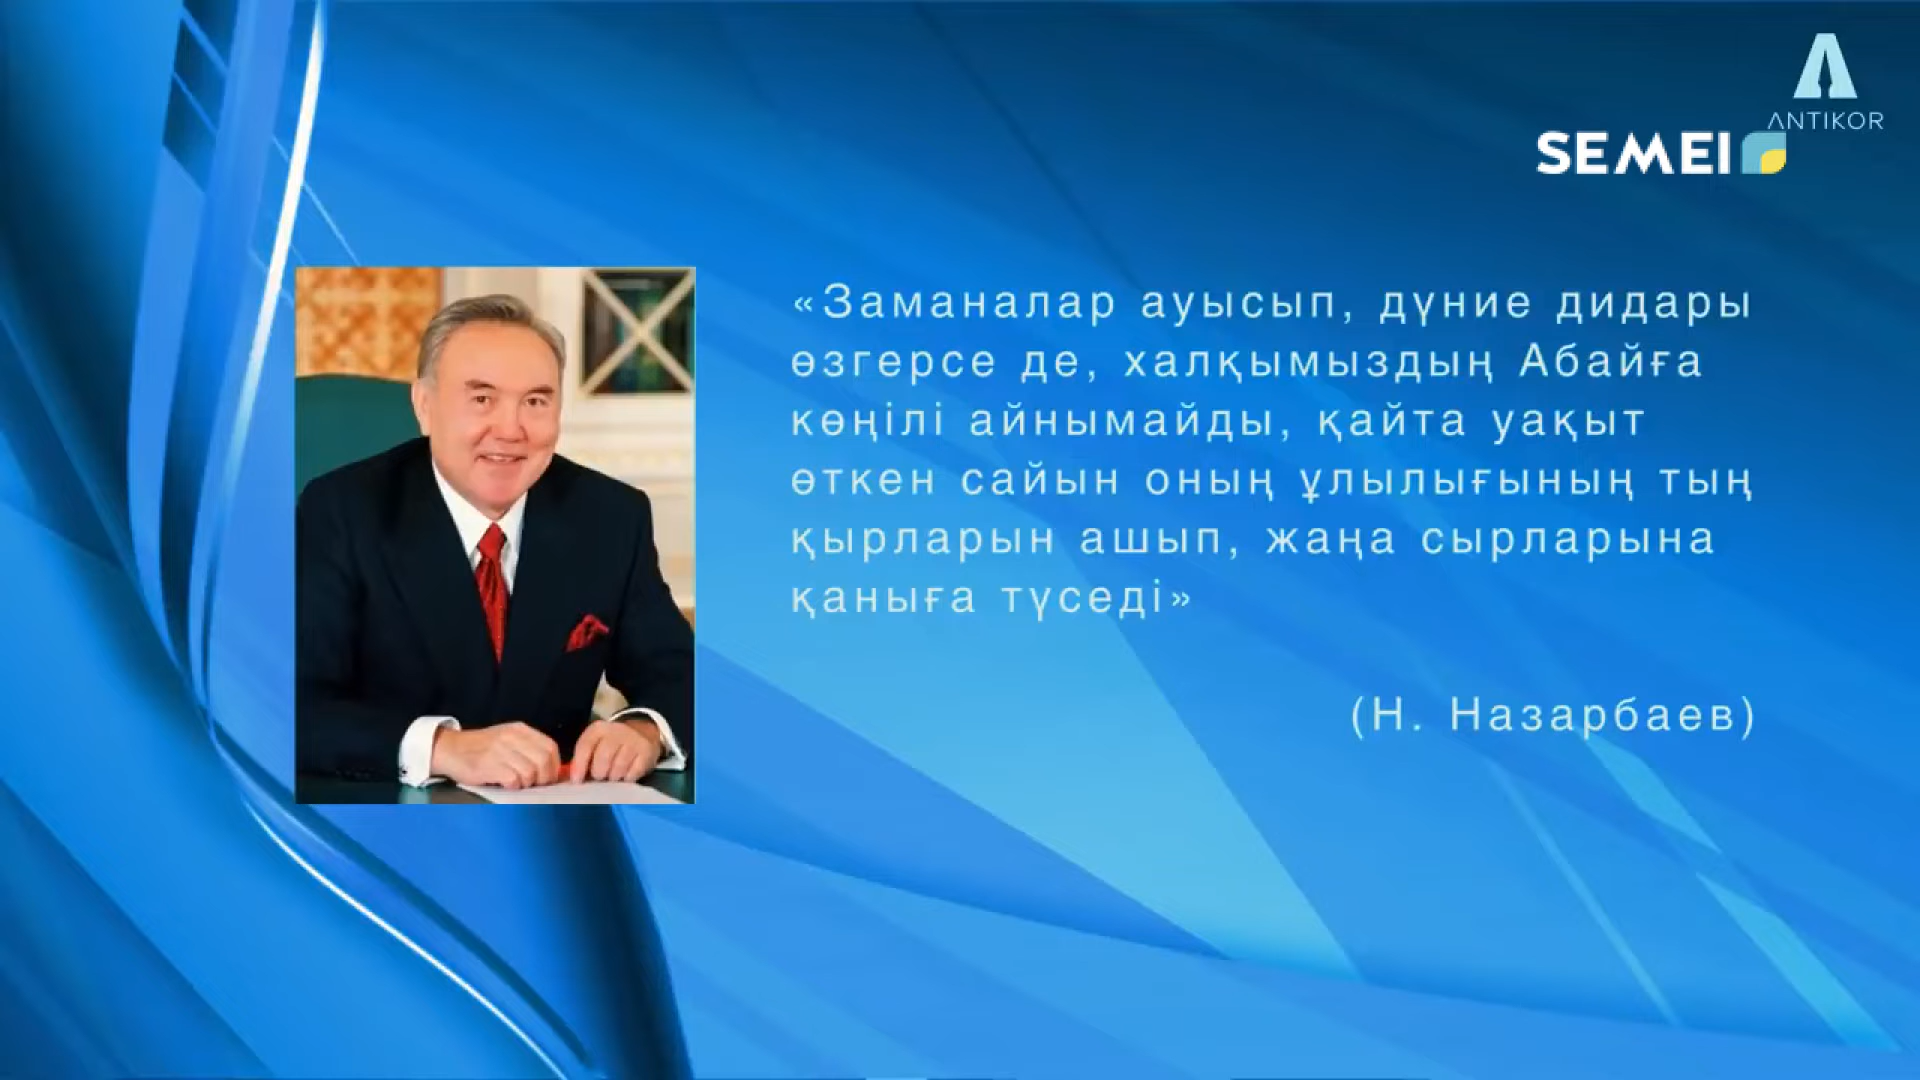 ANTIKOR
SEMEI
«Заманалар ауысып, дүние дидары
өзгерсе де, халқымыздың Абайға
көңілі айнымайды, қайта уақыт
өткен сайын оның ұлылығының тың
қырларын ашып, жаңа сырларына
қаныға түседі»
(Н. Назарбаев)